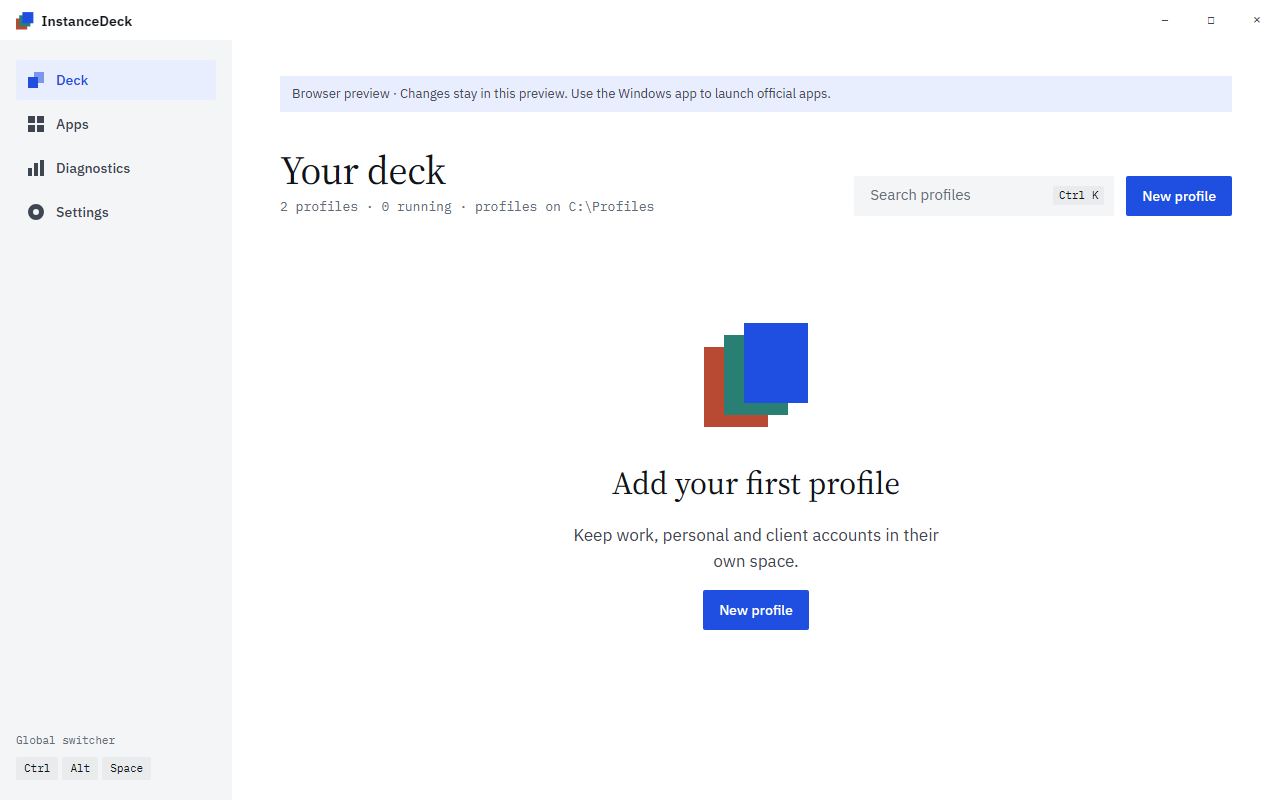 InstanceDeck
Deck
Apps
Diagnostics
Settings
Browser preview · Changes stay in this preview. Use the Windows app to launch official apps.
Your deck
2 profiles · 0 running · profiles on C:\Profiles
Search profiles
Ctrl K
New profile
Add your first profile
Keep work, personal and client accounts in their
own space.
New profile
Global switcher
Ctrl Alt Space